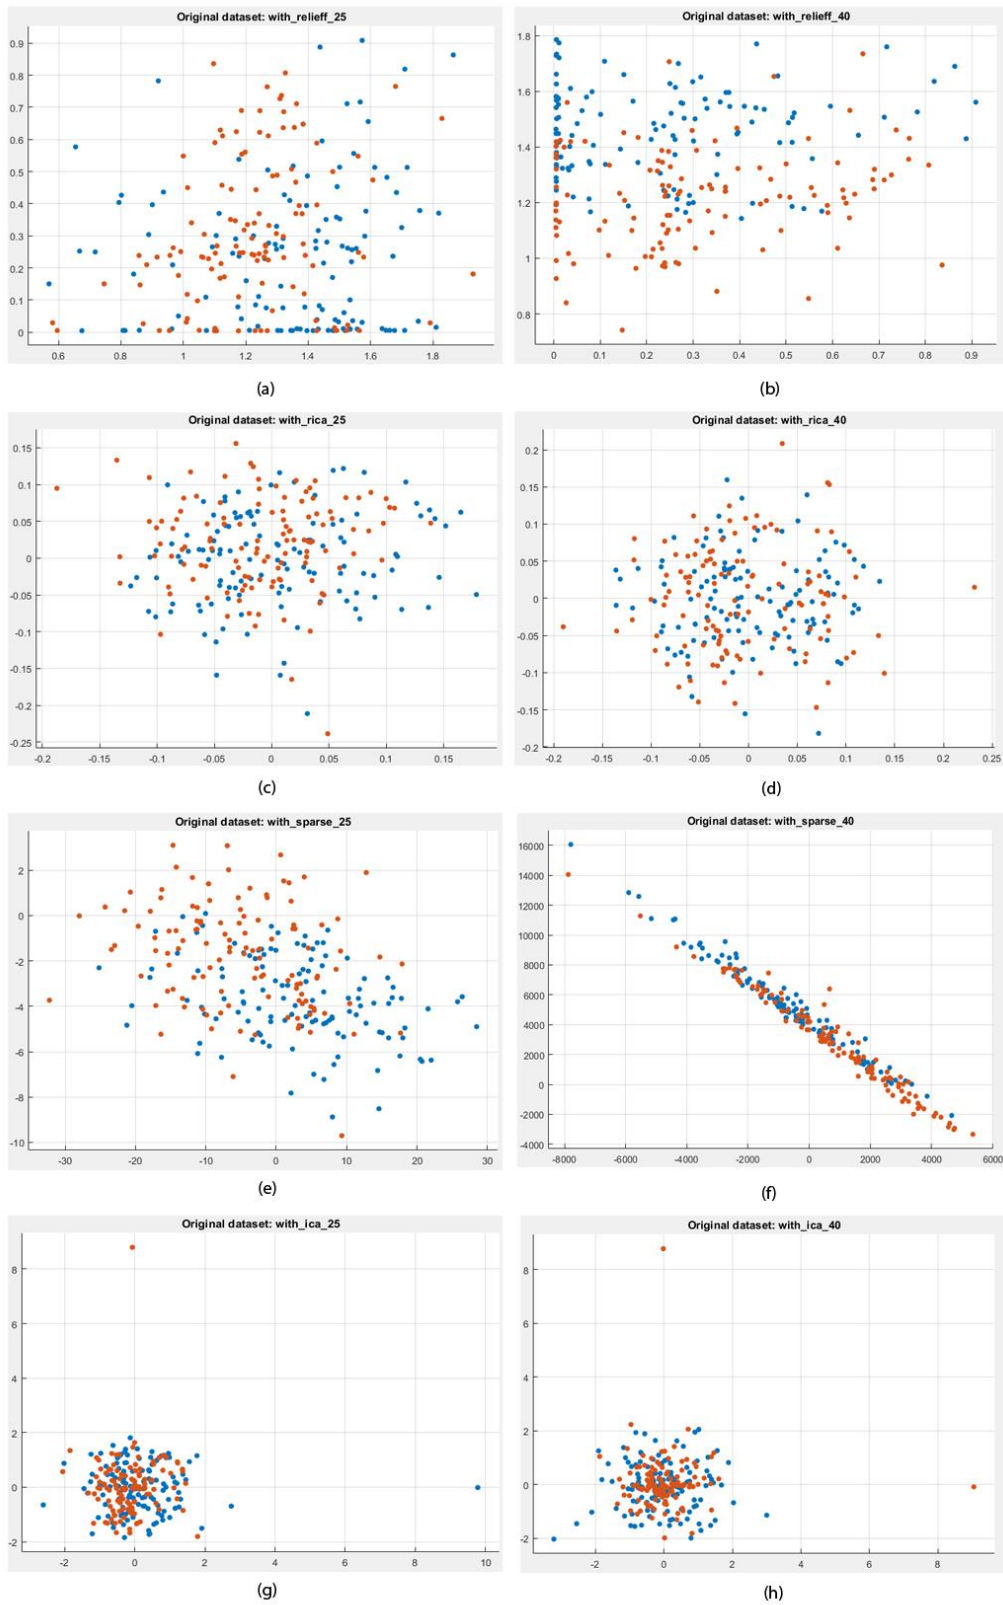 Original dataset: with_relieff_25
0.9
0.8
0.7
0.6
0.5
0.4
0.3
0.2
0.1
0
0.6 0.8 1 1.2 1.4 1.6 1.8
(a)
Original dataset: with_relieff_40
1.8
1.6
1.4
1.2
1
0.8
0 0.1 0.2 0.3 0.4 0.5 0.6 0.7 0.8 0.9
(b)
Original dataset: with_rica_25
0.15
0.1
0.05
0
-0.05
-0.1
-0.15
-0.2
-0.25
-0.2 -0.15 -0.1 -0.05 0 0.05 0.1 0.15
(c)
Original dataset: with_rica_40
0.2
0.15
0.1
0.05
0
-0.05
-0.1
-0.15
-0.2
-0.2 -0.15 -0.1 -0.05 0 0.05 0.1 0.15 0.2 0.25
(d)
Original dataset: with_sparse_25
2
0
-2
-4
-6
-8
-10
-30 -20 -10 0 10 20 30
(e)
Original dataset: with_sparse_40
16000
14000
12000
10000
8000
6000
4000
2000
0
-2000
-4000
-8000 -6000 -4000 -2000 0 2000 4000 6000
(f)
Original dataset: with_ica_25
8
6
4
2
0
-2
-2 0 2 4 6 8 10
(g)
Original dataset: with_ica_40
8
6
4
2
0
-2
-2 0 2 4 6 8
(h)